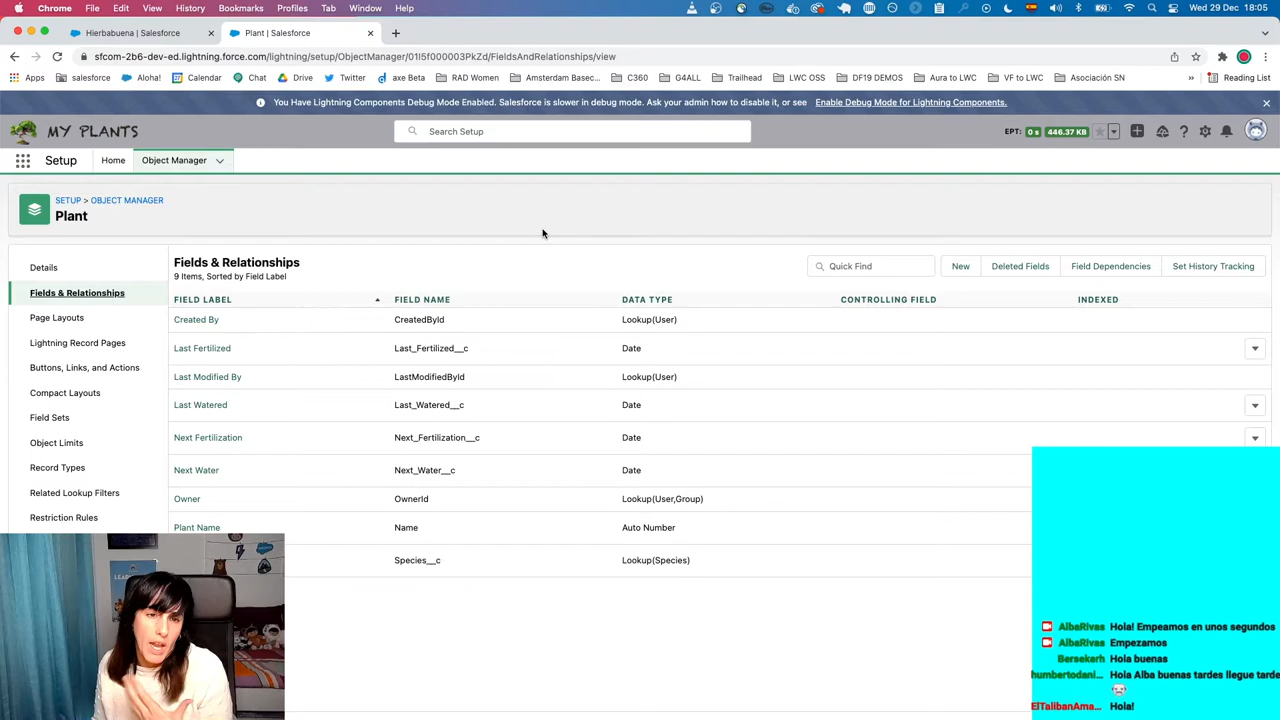 Chrome File Edit View History Bookmarks Profiles Tab Window Help Wed 29 Dec 18:05
Hierbabuena | Salesforce Plant | Salesforce
sfcom-2b6-dev-ed.lightning.force.com/lightning/setup/ObjectManager/01I5f000003PkZd/FieldsAndRelationships/view
Apps salesforce Aloha! Calendar Chat Drive Twitter axe Beta RAD Women Amsterdam Basec... C360 G4ALL Trailhead LWC OSS DF19 DEMOS Aura to LWC VF to LWC Asociación SN » Reading List
You Have Lightning Components Debug Mode Enabled. Salesforce is slower in debug mode. Ask your admin how to disable it, or see Enable Debug Mode for Lightning Components.
MY PLANTS Search Setup EPT: 0 s 446.37 KB
Setup Home Object Manager
SETUP > OBJECT MANAGER
Plant
Details
Fields & Relationships
Page Layouts
Lightning Record Pages
Buttons, Links, and Actions
Compact Layouts
Field Sets
Object Limits
Record Types
Related Lookup Filters
Restriction Rules
Fields & Relationships
9 Items, Sorted by Field Label
Quick Find New Deleted Fields Field Dependencies Set History Tracking
FIELD LABEL FIELD NAME DATA TYPE CONTROLLING FIELD INDEXED
Created By CreatedById Lookup(User)
Last Fertilized Last_Fertilized__c Date
Last Modified By LastModifiedById Lookup(User)
Last Watered Last_Watered__c Date
Next Fertilization Next_Fertilization__c Date
Next Water Next_Water__c Date
Owner OwnerId Lookup(User,Group)
Plant Name Name Auto Number
Species__c Lookup(Species)
AlbaRivas Hola! Empeamos en unos segundos
AlbaRivas Empezamos
Bersekerh Hola buenas
humbertodani... Hola Alba buenas tardes llegue tarde
ElTalibanAma... Hola!